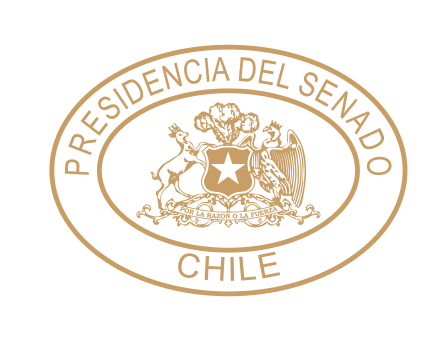 PRESIDENCIA DEL SENADO
POR LA RAZON O LA FUERZA
CHILE